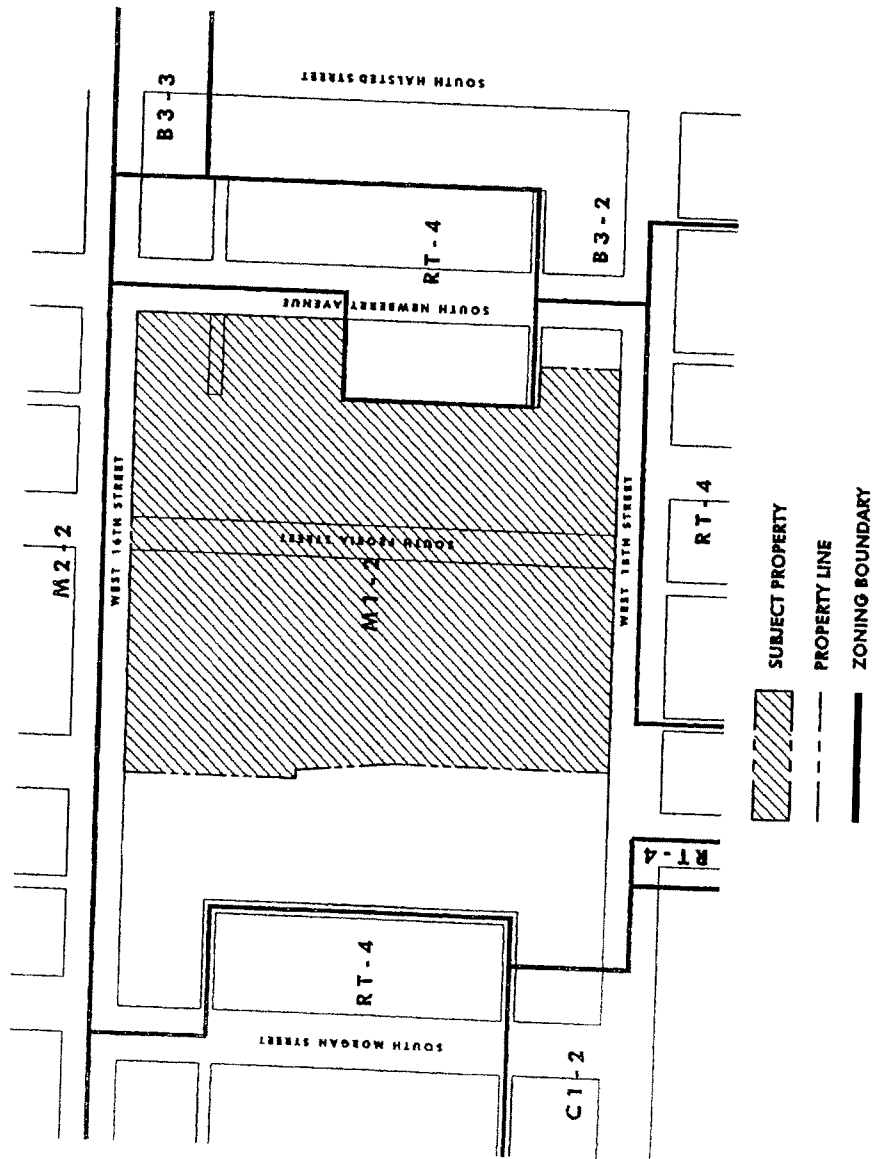 B3-3
SOUTH HALSTED STREET
RT-4
B3-2
SOUTH NEWBERRY AVENUE
M2-2
WEST 16TH STREET
SOUTH PEORIA STREET
M1-2
WEST 18TH STREET
RT-4
RT-4
RT-4
SOUTH MORGAN STREET
C1-2
SUBJECT PROPERTY
PROPERTY LINE
ZONING BOUNDARY